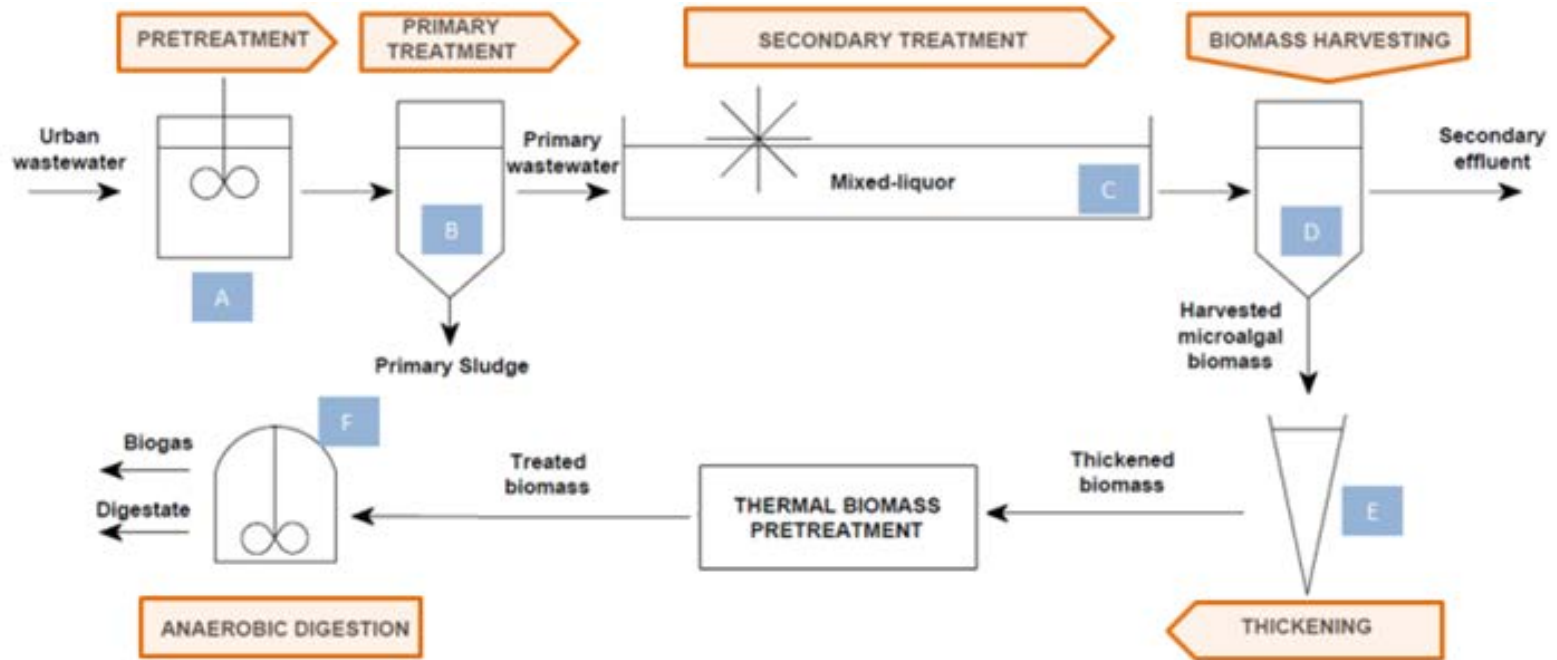 PRETREATMENT
PRIMARY
TREATMENT
SECONDARY TREATMENT
BIOMASS HARVESTING
Urban
wastewater
Primary
wastewater
Mixed-liquor
Secondary
effluent
A
B
C
D
Primary Sludge
Harvested
microalgal
biomass
F
Biogas
Digestate
Treated
biomass
THERMAL BIOMASS
PRETREATMENT
Thickened
biomass
E
ANAEROBIC DIGESTION
THICKENING